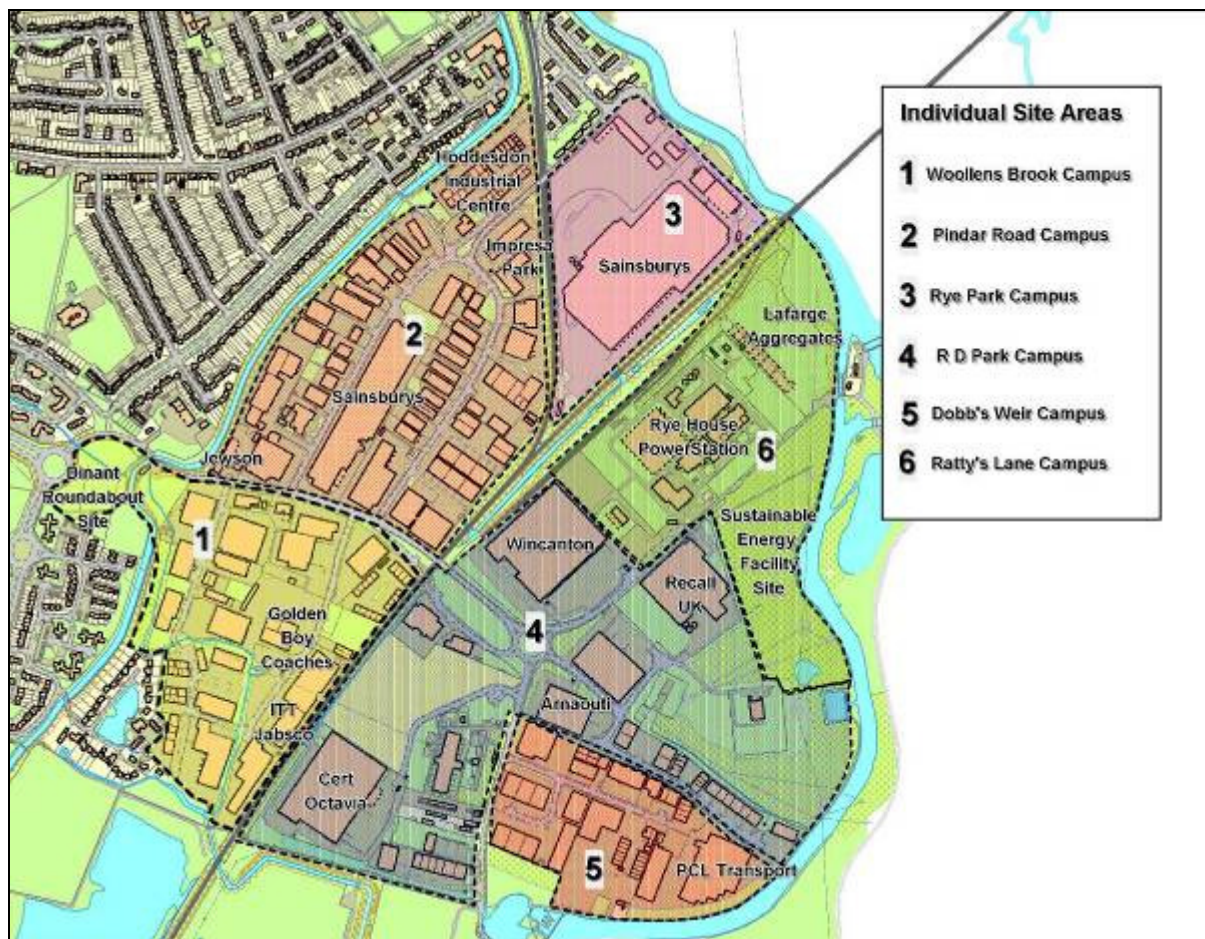 Individual Site Areas
1 Woollens Brook Campus
2 Pindar Road Campus
3 Rye Park Campus
4 R D Park Campus
5 Dobb's Weir Campus
6 Ratty's Lane Campus
Hoddesdon
Industrial
Centre
Impresa
Park
3
Sainsburys
Lafarge
Aggregates
2
Sainsburys
Rye House
PowerStation
6
Jewson
Dinant
Roundabout
Site
1
Wincanton
Sustainable
Energy
Facility
Site
Recall
UK
Golden
Boy
Coaches
4
ITT
Jabsco
Arnaouti
Cert
Octavia
5
PCL Transport